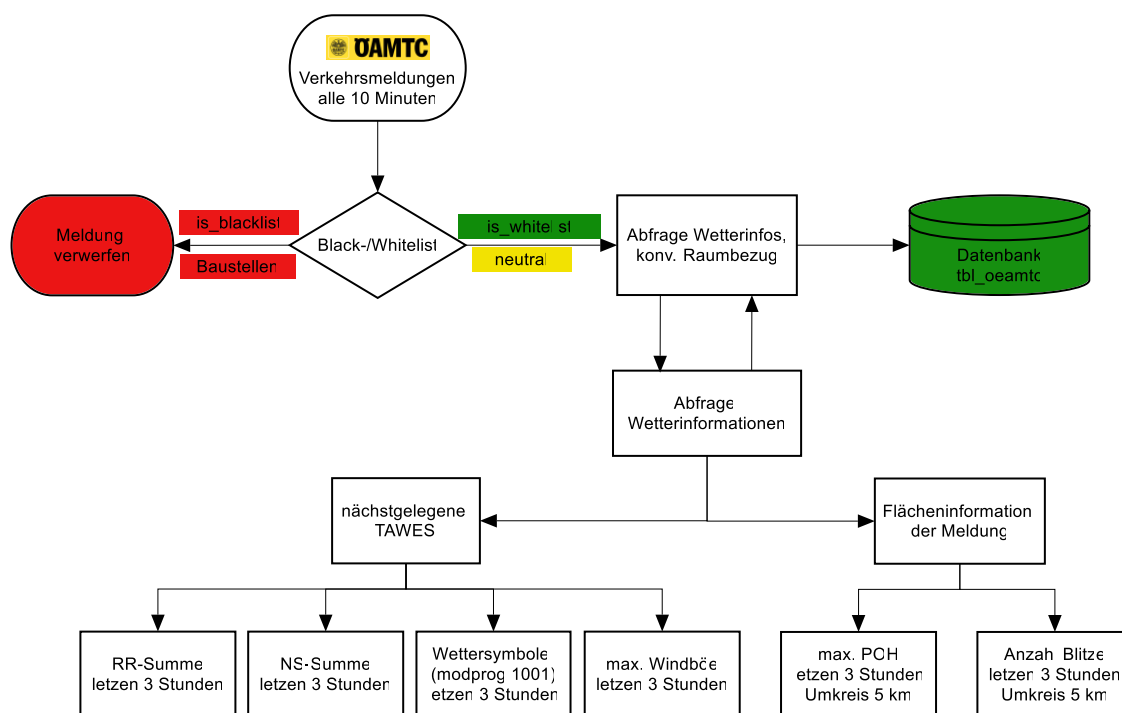 ÖAMTC
Verkehrsmeldungen
alle 10 Minuten
Meldung
verwerfen
is_blacklist
Baustellen
Black-/Whitelist
is_whitelist
neutral
Abfrage Wetterinfos,
konv. Raumbezug
Datenbank
tbl_oeamtc
Abfrage
Wetterinformationen
nächstgelegene
TAWES
Flächeninformation
der Meldung
RR-Summe
letzen 3 Stunden
NS-Summe
letzen 3 Stunden
Wettersymbole
(modprog 1001)
etzen 3 Stunden
max. Windböe
letzen 3 Stunden
max. POH
etzen 3 Stunden
Umkreis 5 km
Anzahl Blitze
letzen 3 Stunden
Umkreis 5 km